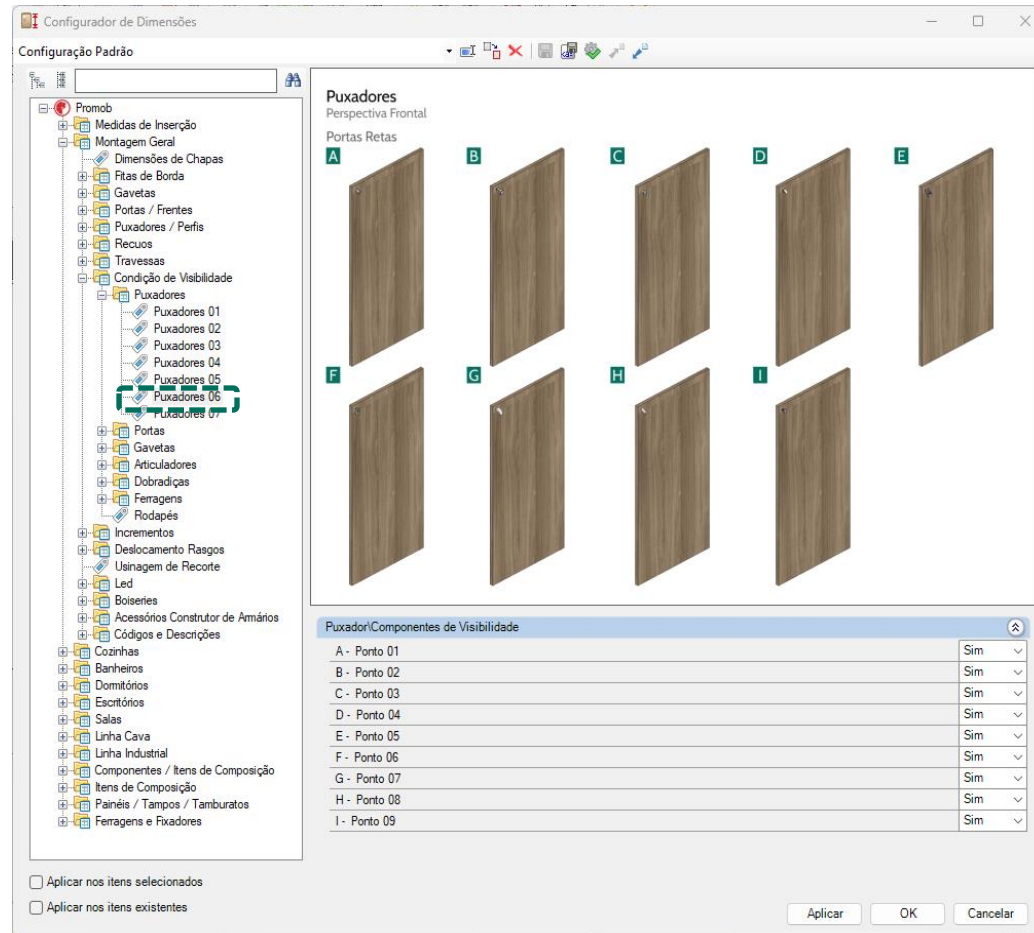 Configurador de Dimensões
Configuração Padrão
Promob
Medidas de Inserção
Montagem Geral
Dimensões de Chapas
Fitas de Borda
Gavetas
Portas / Frentes
Puxadores / Perfis
Recuos
Travessas
Condição de Visibilidade
Puxadores
Puxadores 01
Puxadores 02
Puxadores 03
Puxadores 04
Puxadores 05
Puxadores 06
Puxadores 07
Portas
Gavetas
Articuladores
Dobradiças
Ferragens
Rodapés
Incrementos
Deslocamento Rasgos
Usinagem de Recorte
Led
Boiseries
Acessórios Construtor de Armários
Códigos e Descrições
Cozinhas
Banheiros
Dormitórios
Escritórios
Salas
Linha Cava
Linha Industrial
Componentes / Itens de Composição
Itens de Composição
Painéis / Tampos / Tamburatos
Ferragens e Fixadores
Puxadores
Perspectiva Frontal
Portas Retas
A B C D E
F G H I
Puxador\Componentes de Visibilidade
A - Ponto 01 Sim
B - Ponto 02 Sim
C - Ponto 03 Sim
D - Ponto 04 Sim
E - Ponto 05 Sim
F - Ponto 06 Sim
G - Ponto 07 Sim
H - Ponto 08 Sim
I - Ponto 09 Sim
Aplicar nos itens selecionados
Aplicar nos itens existentes
Aplicar OK Cancelar